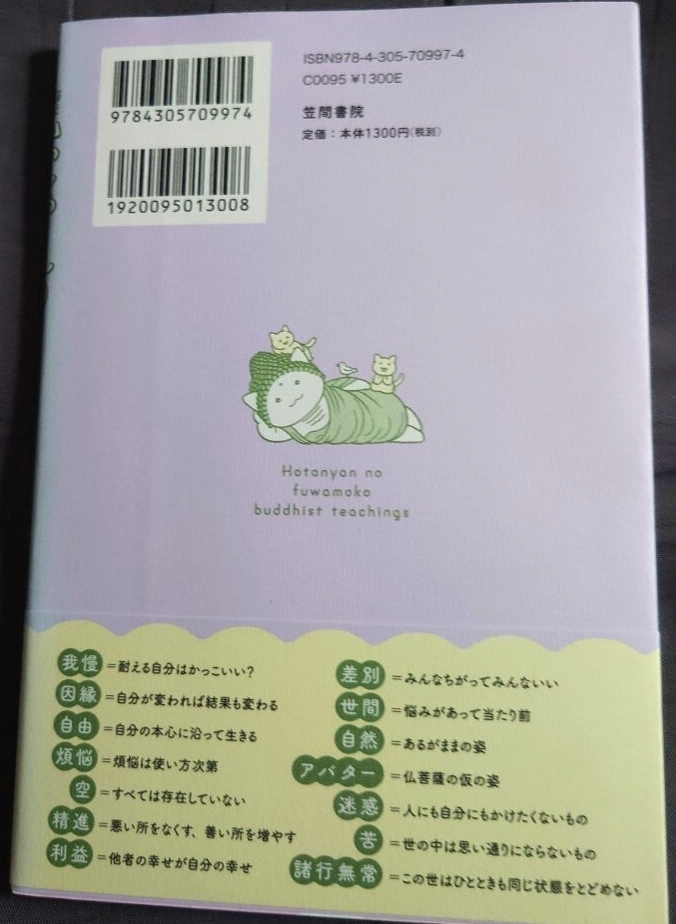 ISBN978-4-305-70997-4
C0095 ¥1300E
笠間書院
定価：本体1300円(税別)
9784305709974
1920095013008
Hotanyan no
fuwamoko
buddhist teachings
我慢＝耐える自分はかっこいい？
因縁＝自分が変われば結果も変わる
自由＝自分の本心に沿って生きる
煩悩＝煩悩は使い方次第
空＝すべては存在していない
精進＝悪い所をなくす、善い所を増やす
利益＝他者の幸せが自分の幸せ
差別＝みんなちがってみんないい
世間＝悩みがあって当たり前
自然＝あるがままの姿
アバター＝仏菩薩の仮の姿
迷惑＝人にも自分にもかけたくないもの
苦＝世の中は思い通りにならないもの
諸行無常＝この世はひとときも同じ状態をとどめない